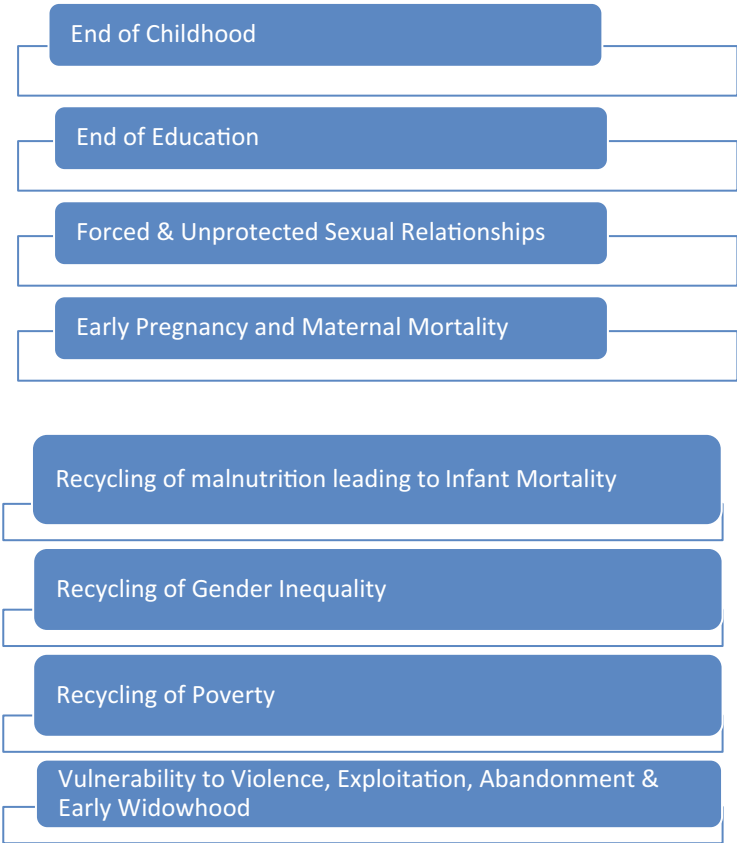 End of Childhood
End of Education
Forced & Unprotected Sexual Relationships
Early Pregnancy and Maternal Mortality
Recycling of malnutrition leading to Infant Mortality
Recycling of Gender Inequality
Recycling of Poverty
Vulnerability to Violence, Exploitation, Abandonment &
Early Widowhood